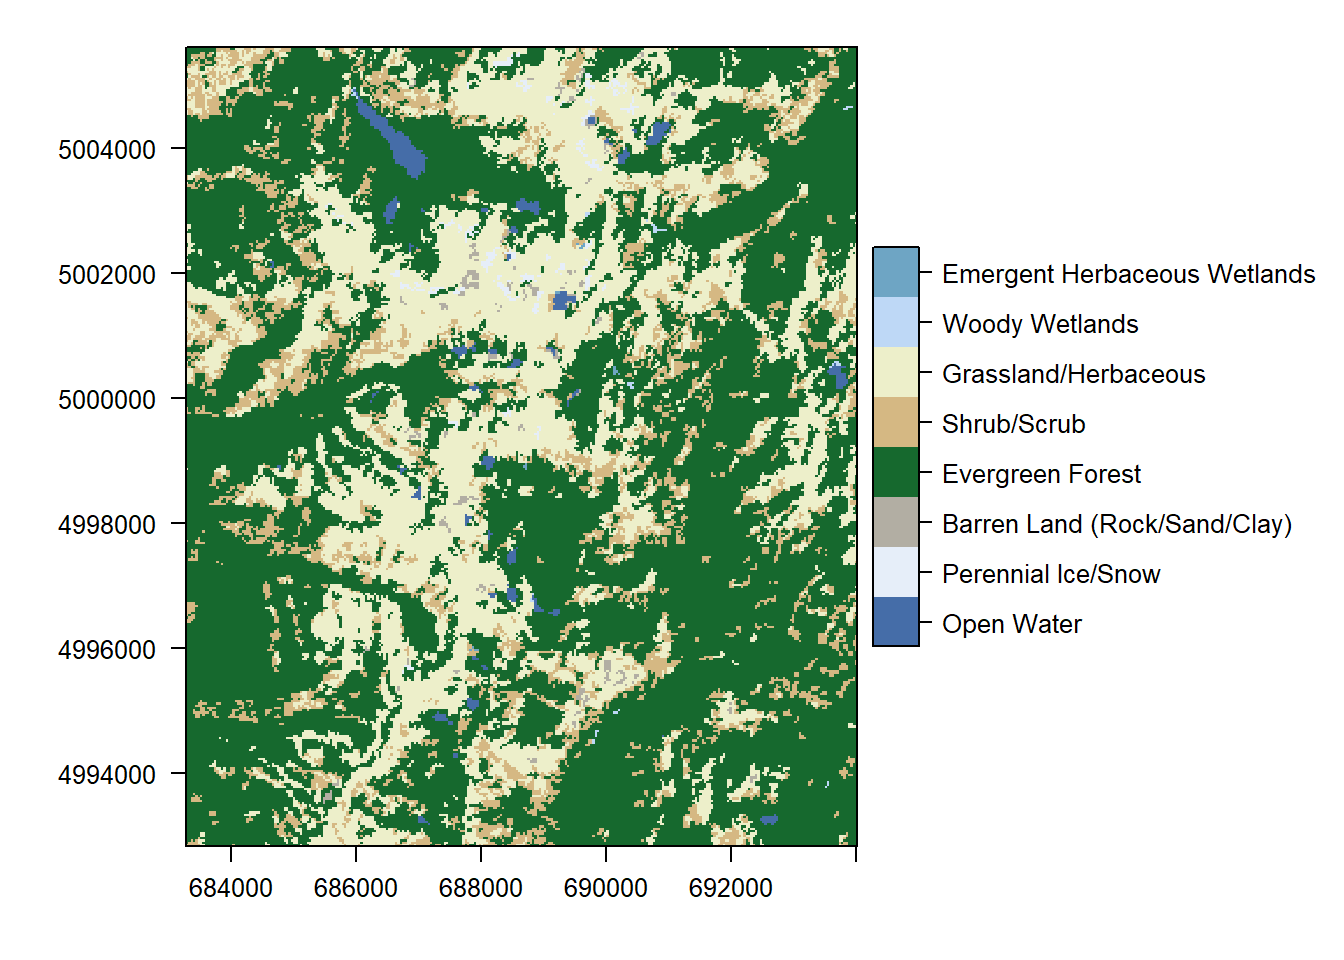 5004000
5002000
5000000
4998000
4996000
4994000
684000
686000
688000
690000
692000
Emergent Herbaceous Wetlands
Woody Wetlands
Grassland/Herbaceous
Shrub/Scrub
Evergreen Forest
Barren Land (Rock/Sand/Clay)
Perennial Ice/Snow
Open Water